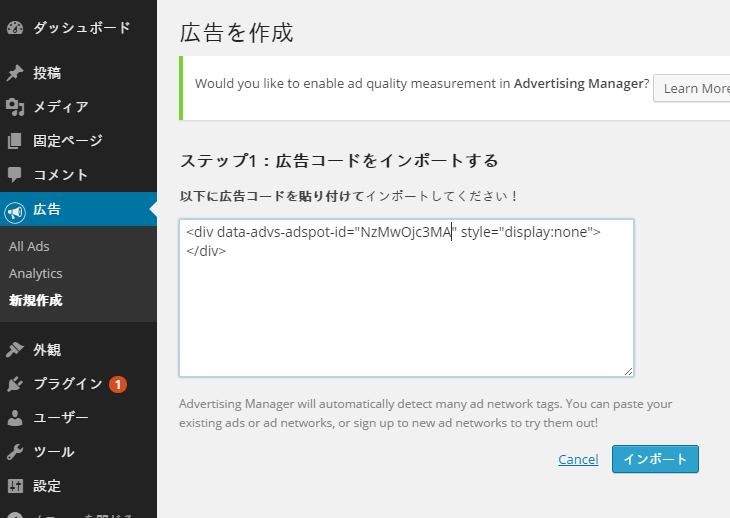 ダッシュボード
投稿
メディア
固定ページ
コメント
広告
All Ads
Analytics
新規作成
外観
プラグイン 1
ユーザー
ツール
設定
広告を作成
Would you like to enable ad quality measurement in Advertising Manager? Learn More
ステップ1：広告コードをインポートする
以下に広告コードを貼り付けてインポートしてください！
<div data-advs-adspot-id="NzMwOjc3MA" style="display:none">
</div>
Advertising Manager will automatically detect many ad network tags. You can paste your
existing ads or ad networks, or sign up to new ad networks to try them out!
Cancel インポート